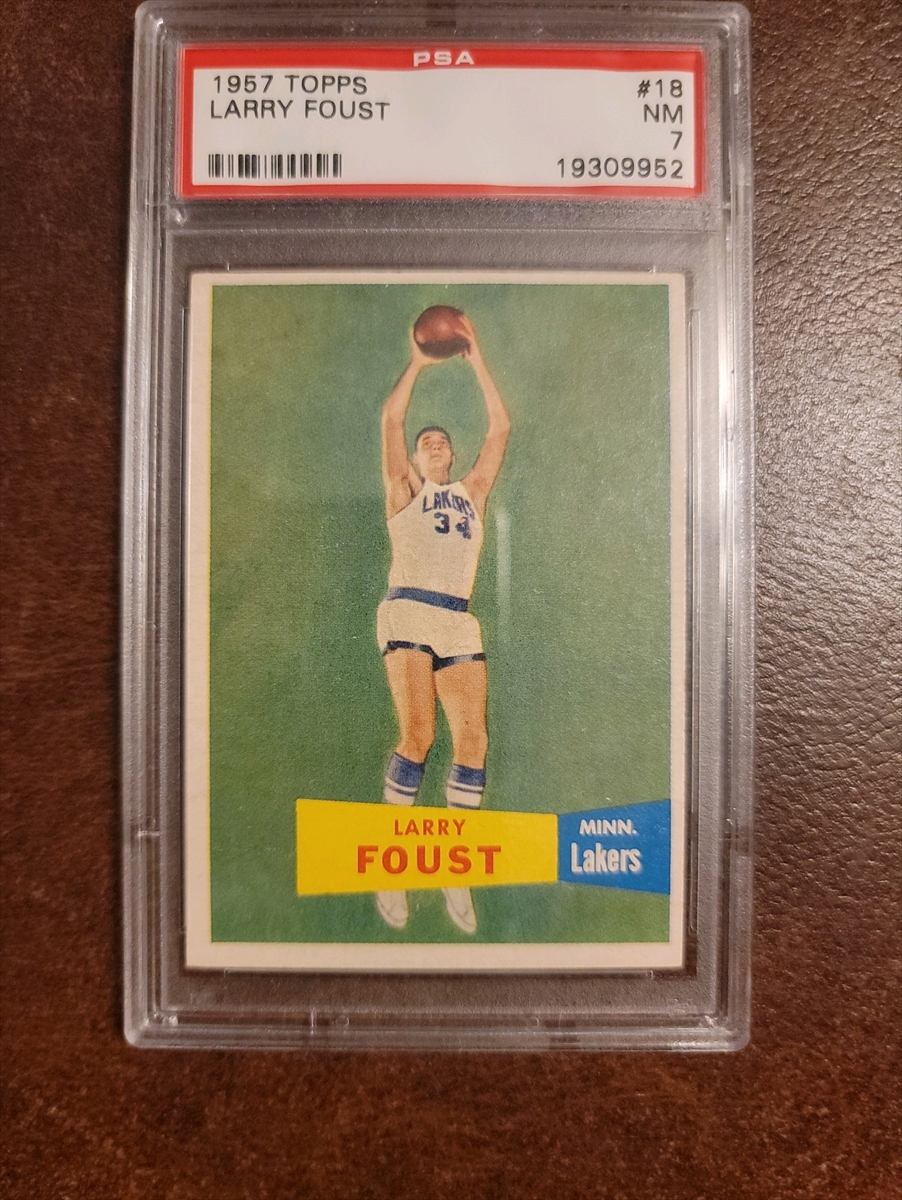 PSA
1957 TOPPS #18
LARRY FOUST NM
7
19309952
LAKERS
34
LARRY
FOUST
MINN.
Lakers